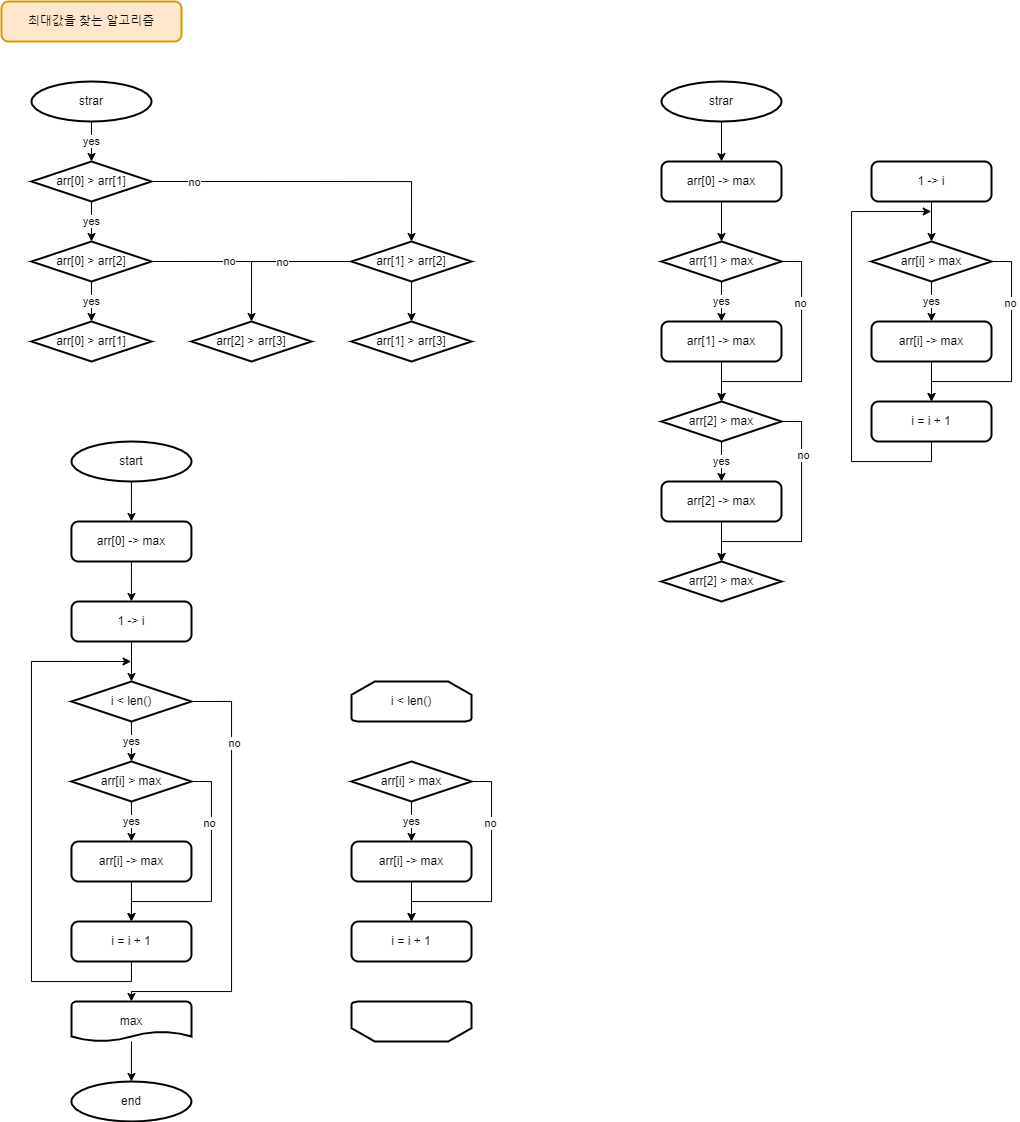 최대값을 찾는 알고리즘
strar
yes
arr[0] > arr[1]
no
yes
arr[0] > arr[2]
no
no
arr[1] > arr[2]
yes
arr[0] > arr[1]
arr[2] > arr[3]
arr[1] > arr[3]
strar
arr[0] -> max
arr[1] > max
yes
no
arr[1] -> max
arr[2] > max
yes
no
arr[2] -> max
arr[2] > max
1 -> i
arr[i] > max
yes
no
arr[i] -> max
i = i + 1
start
arr[0] -> max
1 -> i
i < len()
yes
no
arr[i] > max
yes
no
arr[i] -> max
i = i + 1
max
end
i < len()
arr[i] > max
yes
no
arr[i] -> max
i = i + 1